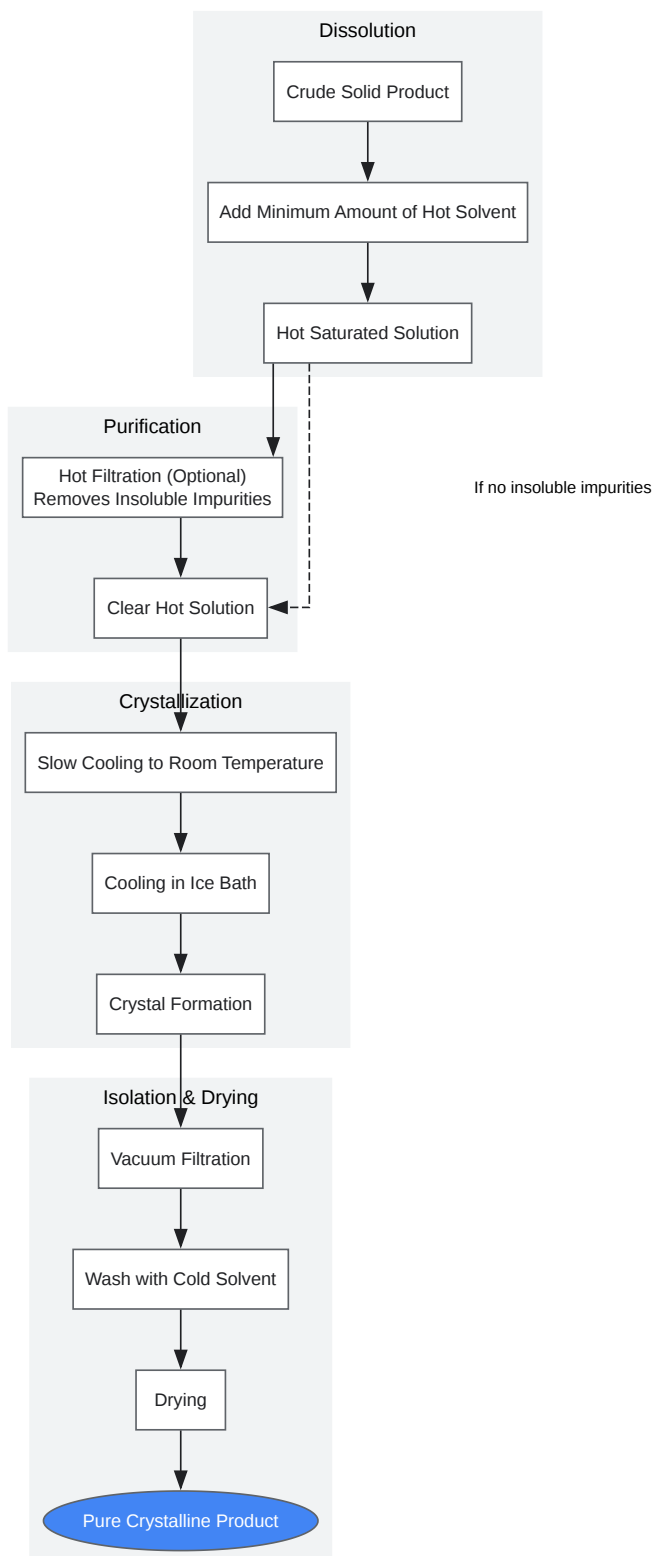 Dissolution
Crude Solid Product
Add Minimum Amount of Hot Solvent
Hot Saturated Solution
Purification
Hot Filtration (Optional)
Removes Insoluble Impurities
If no insoluble impurities
Clear Hot Solution
Crystallization
Slow Cooling to Room Temperature
Cooling in Ice Bath
Crystal Formation
Isolation & Drying
Vacuum Filtration
Wash with Cold Solvent
Drying
Pure Crystalline Product